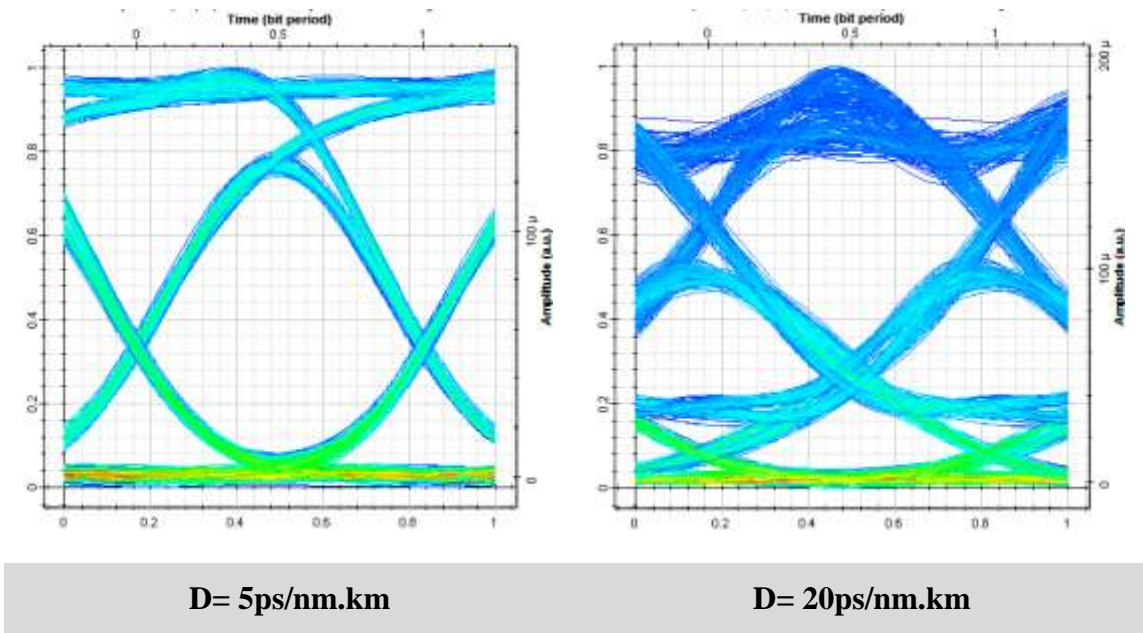 Time (bit period)
0 0.5 1
1
0.8
0.6
0.4
0.2
0
100 µ
0
Amplitude (a.u.)
0 0.2 0.4 0.6 0.8 1
D= 5ps/nm.km
Time (bit period)
0 0.5 1
1
0.8
0.6
0.4
0.2
0
200 µ
100 µ
0
Amplitude (a.u.)
0 0.2 0.4 0.6 0.8 1
D= 20ps/nm.km